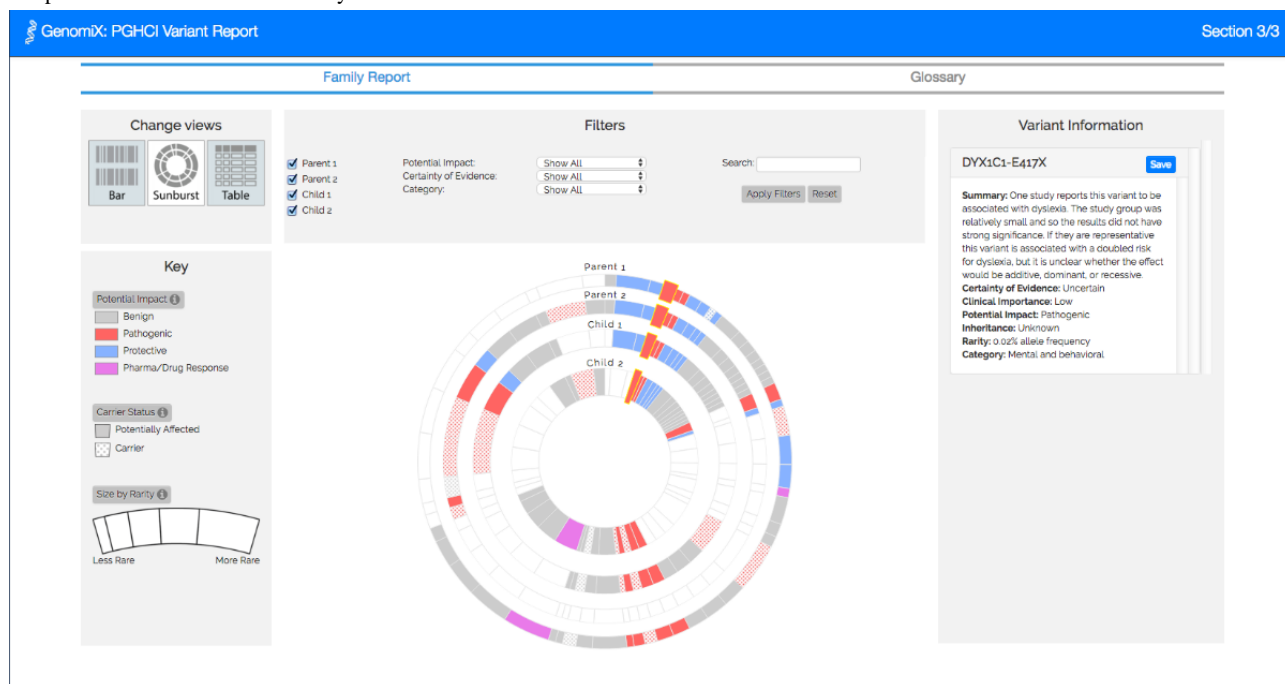 GenomiX: PGHCI Variant Report
Section 3/3
Family Report
Glossary
Change views
Bar
Sunburst
Table
Filters
Parent 1
Parent 2
Child 1
Child 2
Potential Impact:
Show All
Certainty of Evidence:
Show All
Category:
Show All
Search:
Apply Filters
Reset
Variant Information
DYX1C1-E417X
Save
Summary: One study reports this variant to be
associated with dyslexia. The study group was
relatively small and so the results did not have
strong significance. If they are representative
this variant is associated with a doubled risk
for dyslexia, but it is unclear whether the effect
would be additive, dominant, or recessive.
Certainty of Evidence: Uncertain
Clinical Importance: Low
Potential Impact: Pathogenic
Inheritance: Unknown
Rarity: 0.02% allele frequency
Category: Mental and behavioral
Key
Potential Impact
Benign
Pathogenic
Protective
Pharma/Drug Response
Carrier Status
Potentially Affected
Carrier
Size by Rarity
Less Rare
More Rare
Parent 1
Parent 2
Child 1
Child 2